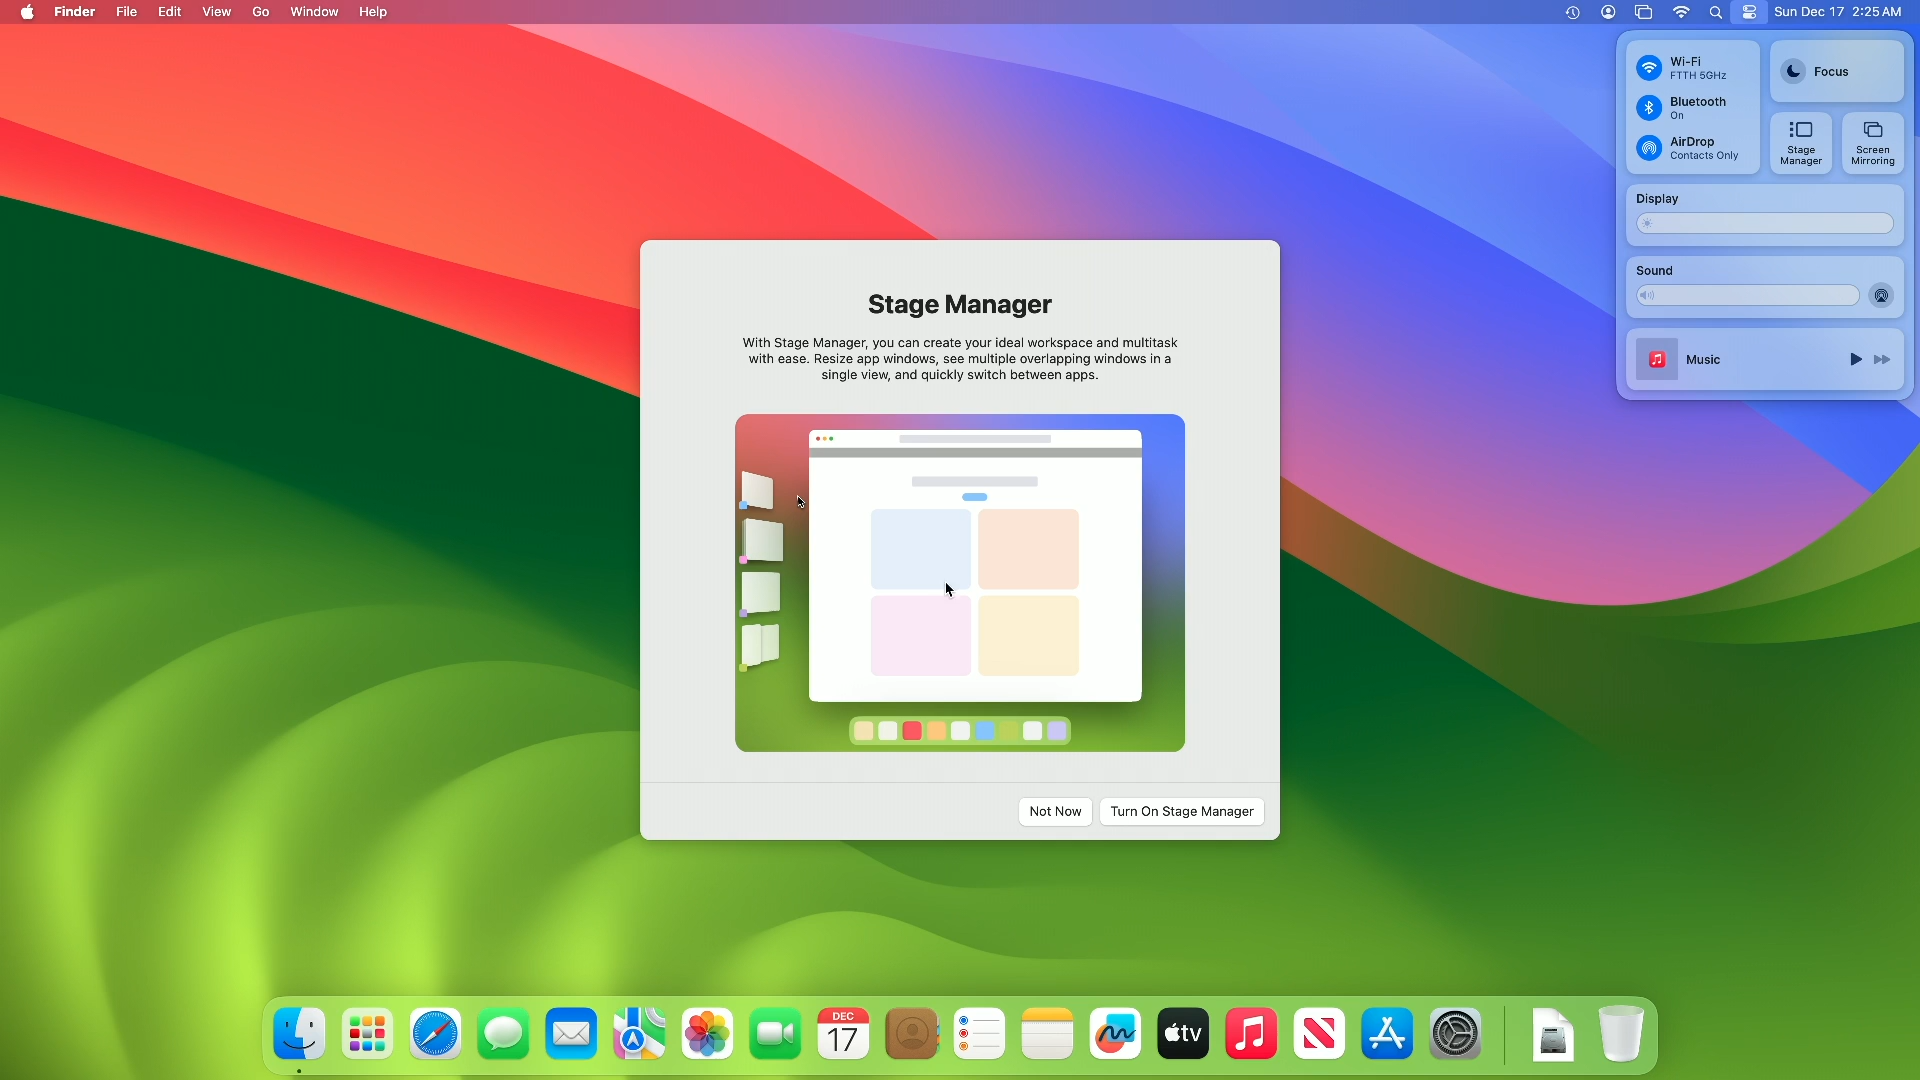 Finder File Edit View Go Window Help
Sun Dec 17 2:25 AM
Wi-Fi
FTTH 5GHz
Bluetooth
On
AirDrop
Contacts Only
Focus
Stage
Manager
Screen
Mirroring
Display
Sound
Music
Stage Manager
With Stage Manager, you can create your ideal workspace and multitask
with ease. Resize app windows, see multiple overlapping windows in a
single view, and quickly switch between apps.
Not Now
Turn On Stage Manager
DEC
17
tv